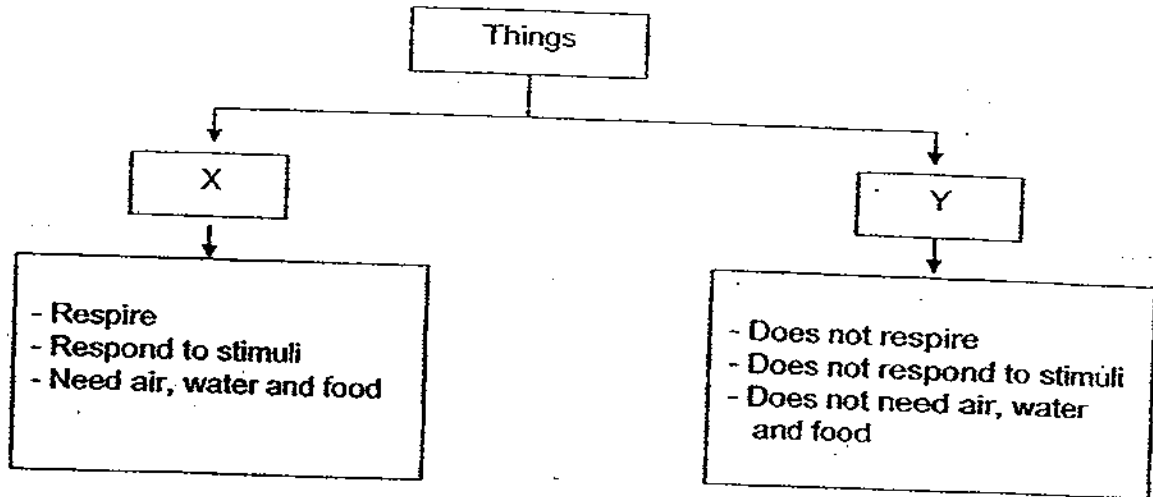 Things
X
Y
- Respire
- Respond to stimuli
- Need air, water and food
- Does not respire
- Does not respond to stimuli
- Does not need air, water
and food